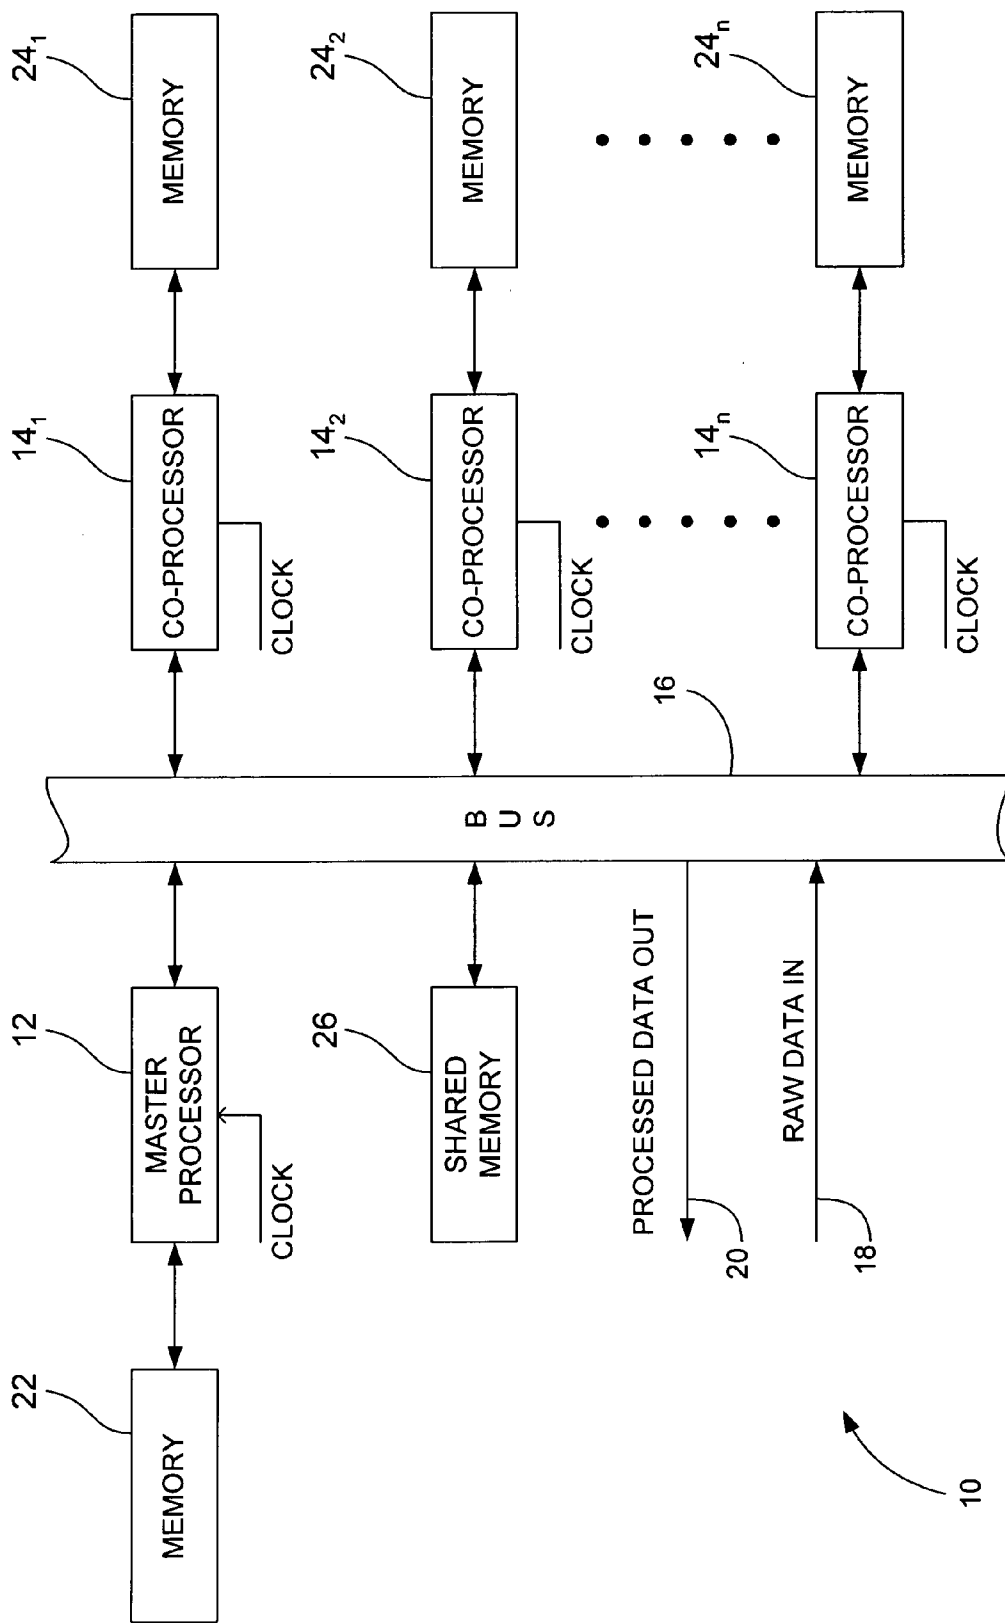 22
MEMORY
12
MASTER
PROCESSOR
CLOCK
14₁
CO-PROCESSOR
CLOCK
24₁
MEMORY
26
SHARED
MEMORY
BUS
14₂
CO-PROCESSOR
CLOCK
24₂
MEMORY
PROCESSED DATA OUT
20
16
RAW DATA IN
18
14ₙ
CO-PROCESSOR
CLOCK
24ₙ
MEMORY
10